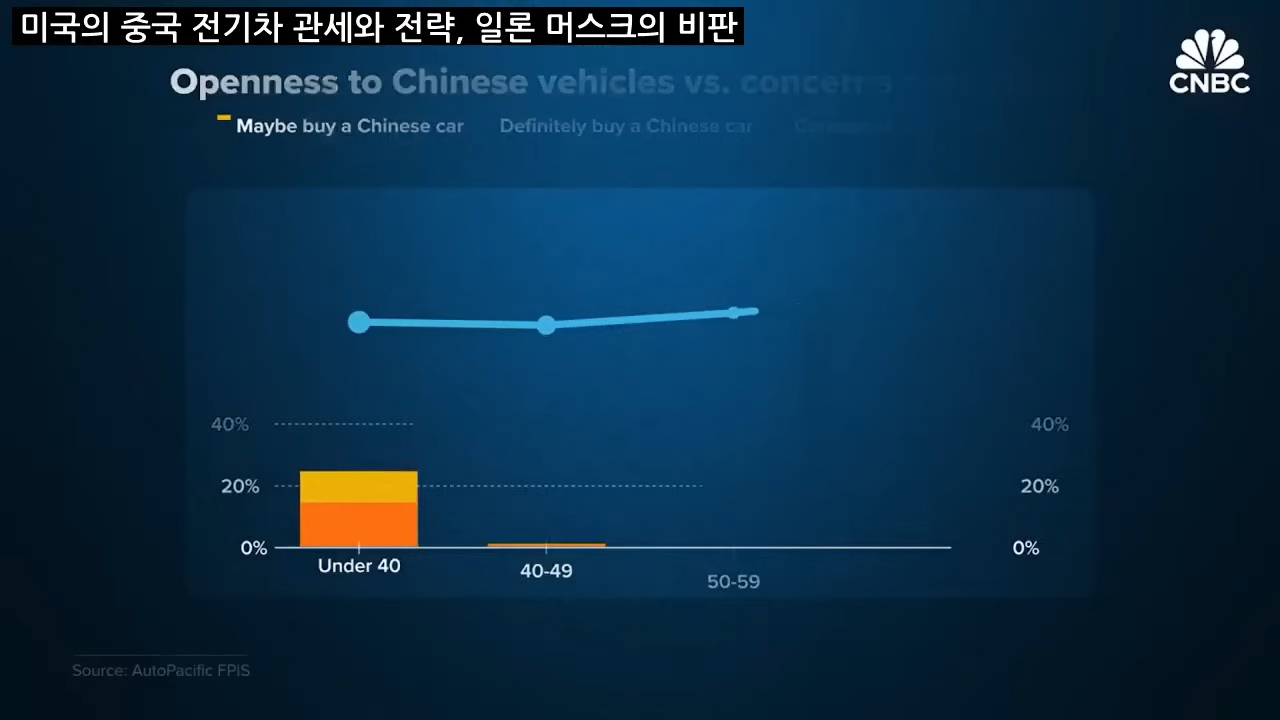 미국의 중국 전기차 관세와 전략, 일론 머스크의 비판
CNBC
Openness to Chinese vehicles vs. concerns
Maybe buy a Chinese car Definitely buy a Chinese car
40% 40%
20% 20%
0% 0%
Under 40 40-49 50-59
Source: AutoPacific FPIS